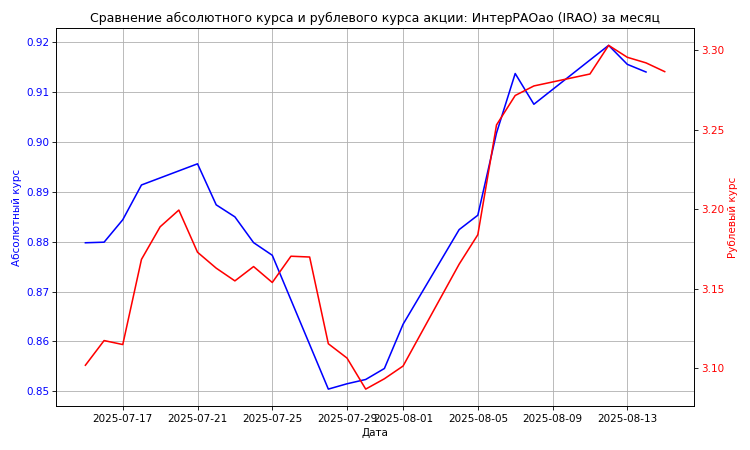 Сравнение абсолютного курса и рублевого курса акции: ИнтерРАОао (IRAO) за месяц
0.92
0.91
0.90
0.89
0.88
0.87
0.86
0.85
Абсолютный курс
3.30
3.25
3.20
3.15
3.10
Рублевый курс
2025-07-17 2025-07-21 2025-07-25 2025-07-29 2025-08-01 2025-08-05 2025-08-09 2025-08-13
Дата